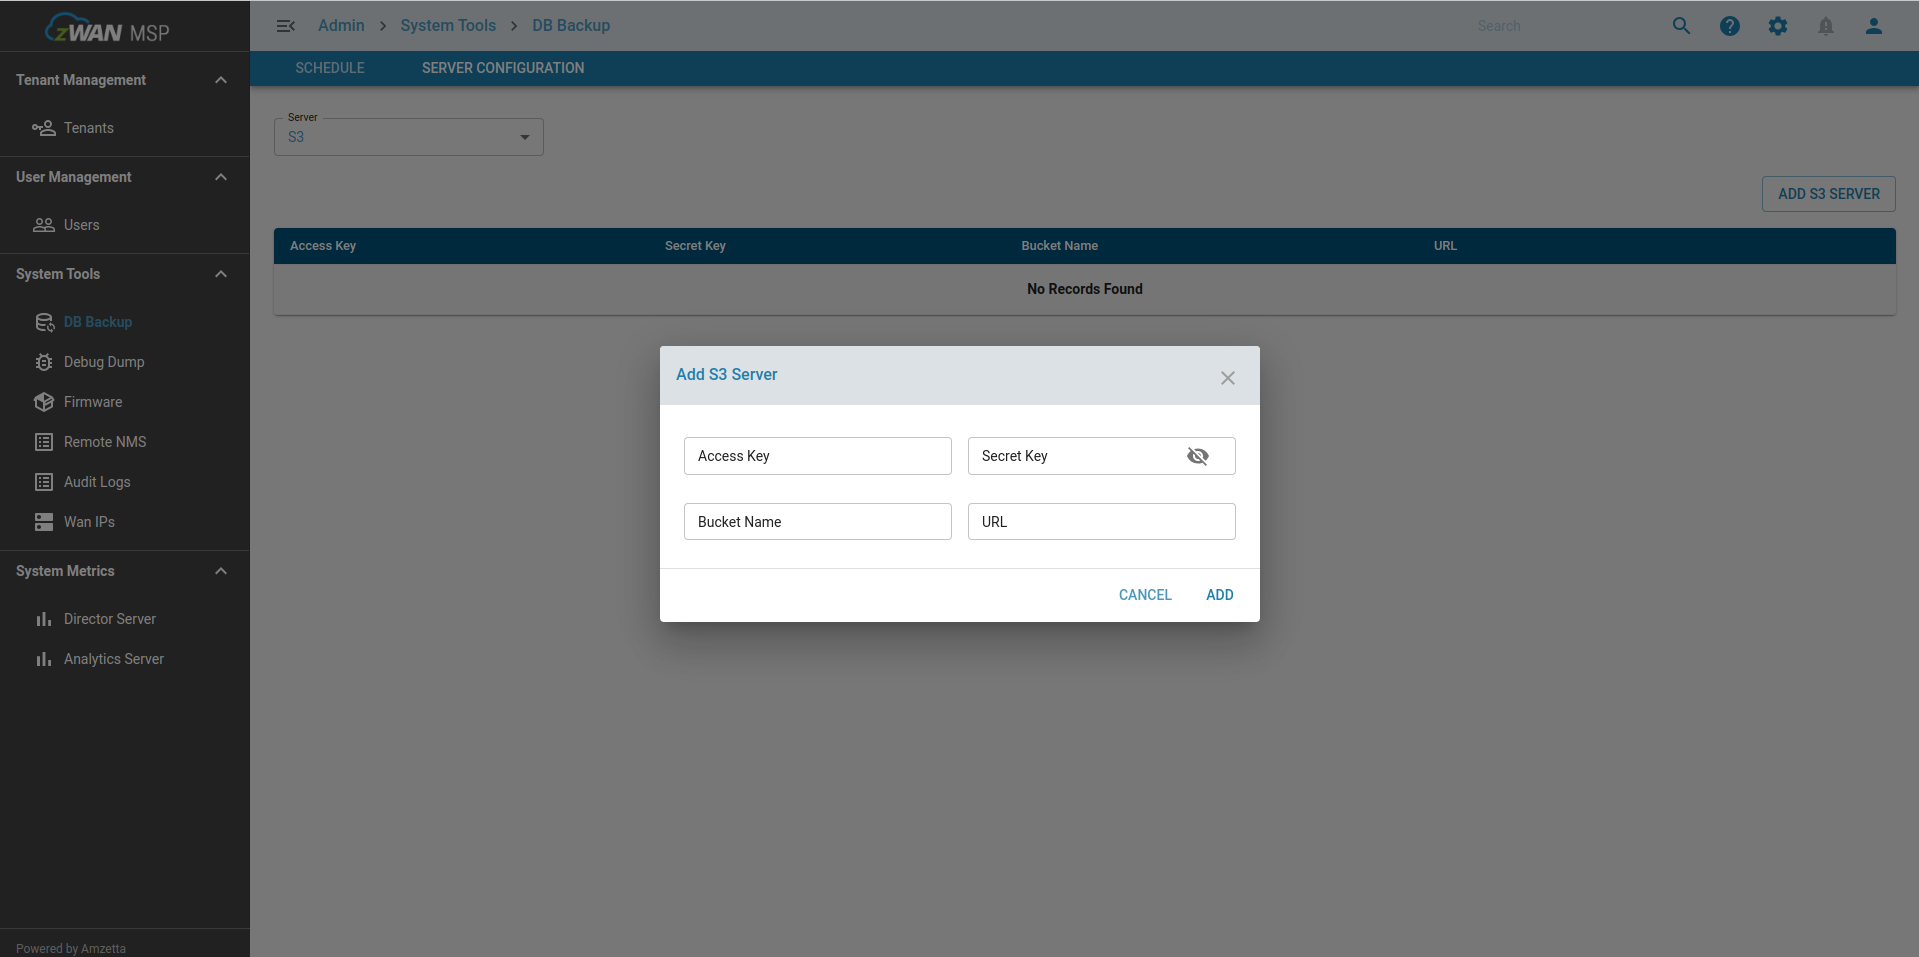 zWAN MSP
Admin > System Tools > DB Backup
Search
SCHEDULE
SERVER CONFIGURATION
Tenant Management
Tenants
User Management
Users
System Tools
DB Backup
Debug Dump
Firmware
Remote NMS
Audit Logs
Wan IPs
System Metrics
Director Server
Analytics Server
Powered by Amzetta
Server
S3
ADD S3 SERVER
Access Key
Secret Key
Bucket Name
URL
No Records Found
Add S3 Server
Access Key
Secret Key
Bucket Name
URL
CANCEL
ADD